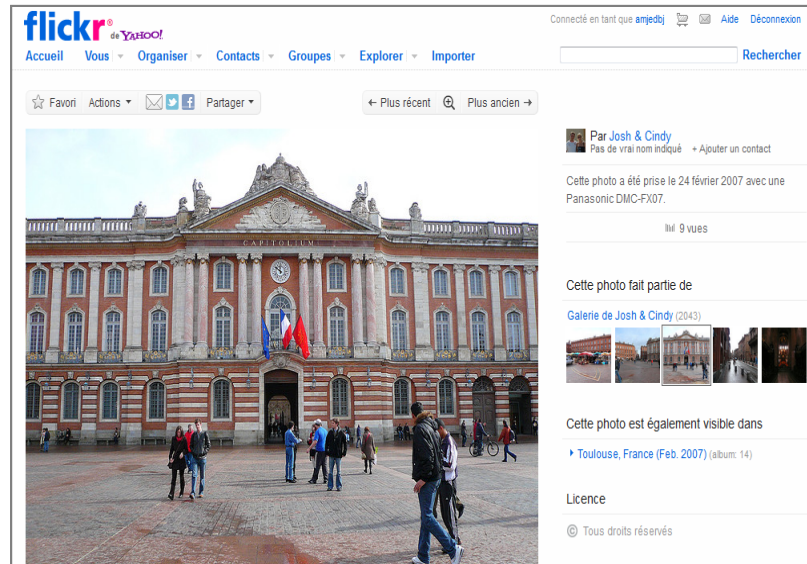 flickr® de YAHOO!
Connecté en tant que amjedbj Aide Déconnexion
Accueil Vous Organiser Contacts Groupes Explorer Importer
Rechercher
Favori Actions Partager
← Plus récent Plus ancien →
Par Josh & Cindy
Pas de vrai nom indiqué + Ajouter un contact
Cette photo a été prise le 24 février 2007 avec une
Panasonic DMC-FX07.
9 vues
CAPITOLIUM
Cette photo fait partie de
Galerie de Josh & Cindy (2043)
Cette photo est également visible dans
Toulouse, France (Feb. 2007) (album: 14)
Licence
© Tous droits réservés